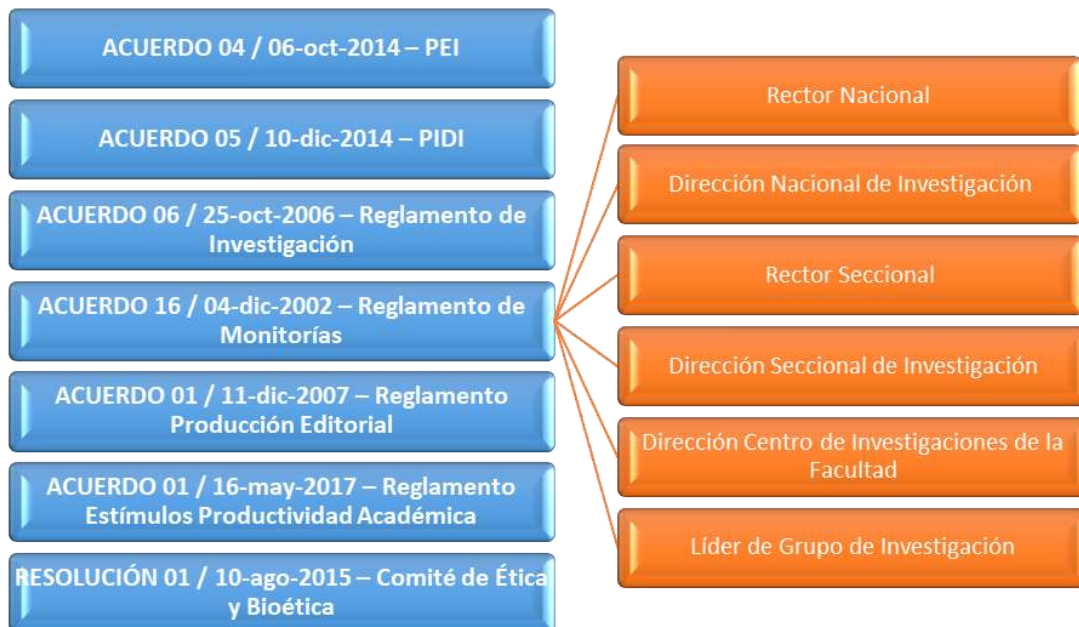 ACUERDO 04 / 06-oct-2014 – PEI
ACUERDO 05 / 10-dic-2014 – PIDI
ACUERDO 06 / 25-oct-2006 – Reglamento de
Investigación
ACUERDO 16 / 04-dic-2002 – Reglamento de
Monitorías
ACUERDO 01 / 11-dic-2007 – Reglamento
Producción Editorial
ACUERDO 01 / 16-may-2017 – Reglamento
Estímulos Productividad Académica
RESOLUCIÓN 01 / 10-ago-2015 – Comité de Ética
y Bioética
Rector Nacional
Dirección Nacional de Investigación
Rector Seccional
Dirección Seccional de Investigación
Dirección Centro de Investigaciones de la
Facultad
Líder de Grupo de Investigación